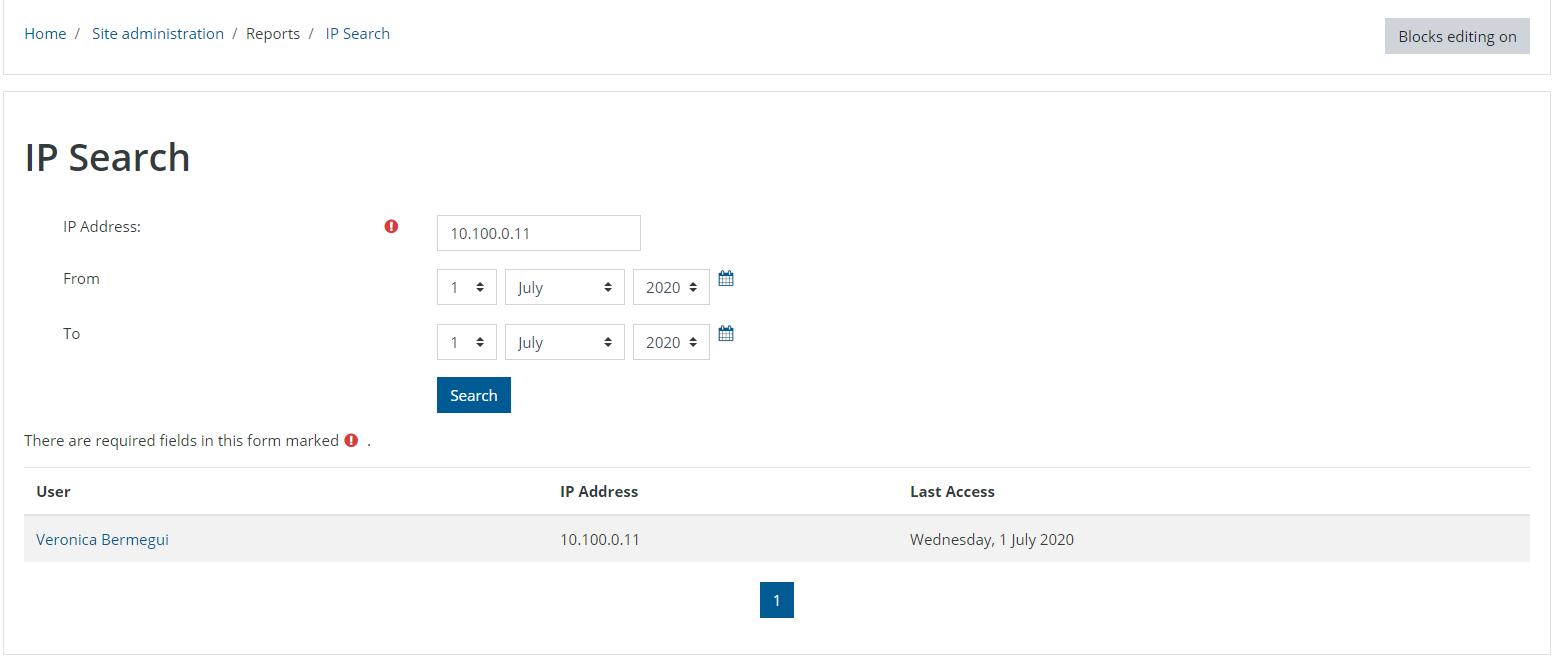 Home / Site administration / Reports / IP Search
Blocks editing on
IP Search
IP Address:
10.100.0.11
From
1 July 2020
To
1 July 2020
Search
There are required fields in this form marked .
User IP Address Last Access
Veronica Bermegui 10.100.0.11 Wednesday, 1 July 2020
1